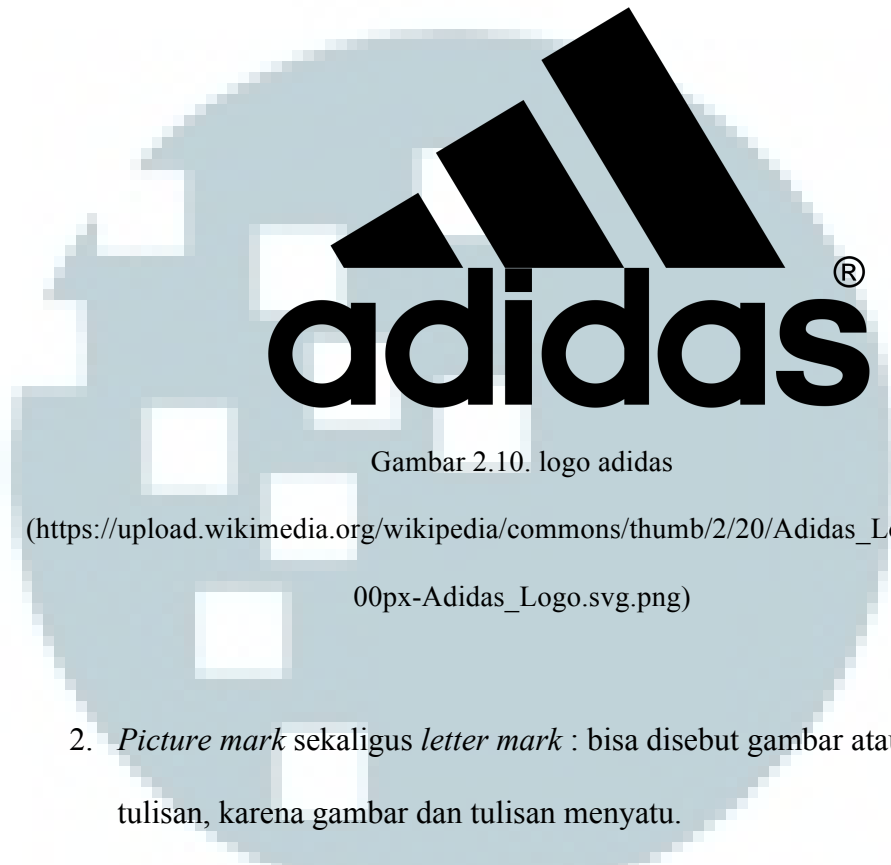 adidas®
Gambar 2.10. logo adidas
(https://upload.wikimedia.org/wikipedia/commons/thumb/2/20/Adidas_L
00px-Adidas_Logo.svg.png)
2. Picture mark sekaligus letter mark : bisa disebut gambar atau
tulisan, karena gambar dan tulisan menyatu.